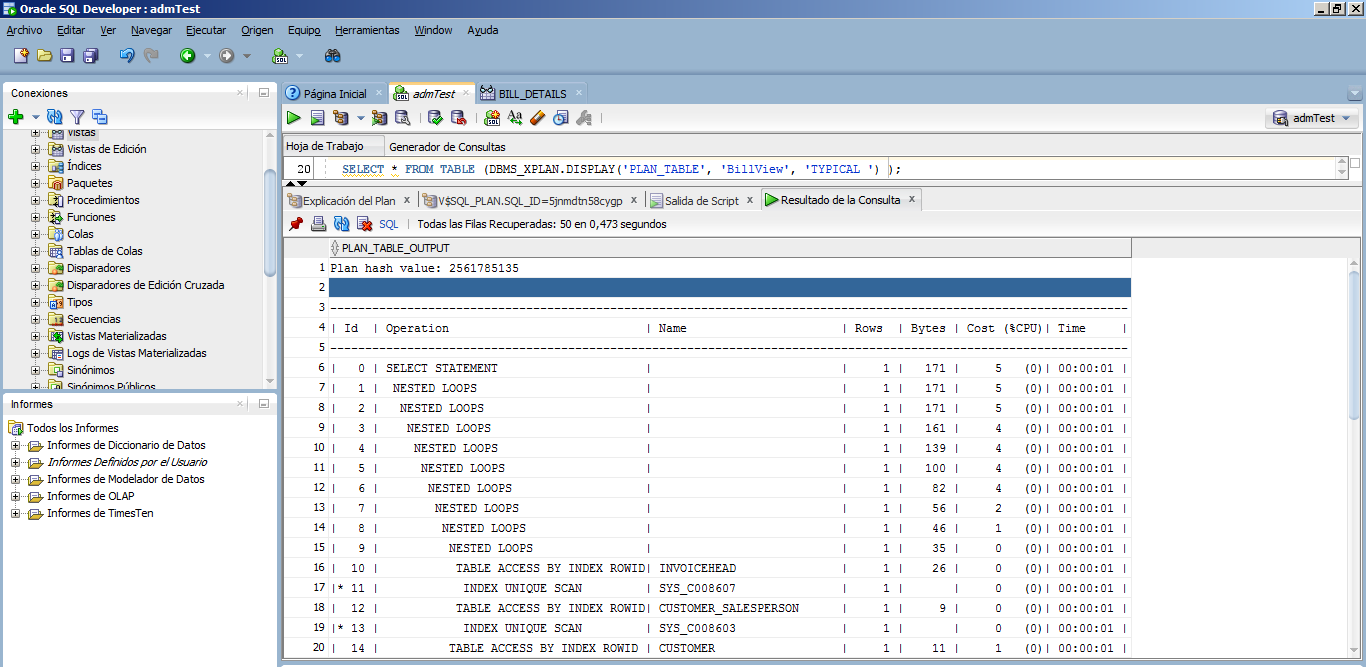 Oracle SQL Developer : admTest
Archivo Editar Ver Navegar Ejecutar Origen Equipo Herramientas Window Ayuda
Conexiones
Vistas
Vistas de Edición
Índices
Paquetes
Procedimientos
Funciones
Colas
Tablas de Colas
Disparadores
Disparadores de Edición Cruzada
Tipos
Secuencias
Vistas Materializadas
Logs de Vistas Materializadas
Sinónimos
Sinónimos Públicos
Informes
Todos los Informes
Informes de Diccionario de Datos
Informes Definidos por el Usuario
Informes de Modelador de Datos
Informes de OLAP
Informes de TimesTen
Página Inicial admTest BILL_DETAILS
admTest
Hoja de Trabajo Generador de Consultas
20 SELECT * FROM TABLE (DBMS_XPLAN.DISPLAY('PLAN_TABLE', 'BillView', 'TYPICAL ') );
Explicación del Plan x V$SQL_PLAN.SQL_ID=5jnmdtn58cygp x Salida de Script x Resultado de la Consulta x
SQL | Todas las Filas Recuperadas: 50 en 0,473 segundos
PLAN_TABLE_OUTPUT
1 Plan hash value: 2561785135
2
3 ------------------------------------------------------------------------------------------------------------------
4 | Id | Operation | Name | Rows | Bytes | Cost (%CPU)| Time |
5 ------------------------------------------------------------------------------------------------------------------
6 | 0 | SELECT STATEMENT | | 1 | 171 | 5 (0)| 00:00:01 |
7 | 1 | NESTED LOOPS | | 1 | 171 | 5 (0)| 00:00:01 |
8 | 2 | NESTED LOOPS | | 1 | 171 | 5 (0)| 00:00:01 |
9 | 3 | NESTED LOOPS | | 1 | 161 | 4 (0)| 00:00:01 |
10 | 4 | NESTED LOOPS | | 1 | 139 | 4 (0)| 00:00:01 |
11 | 5 | NESTED LOOPS | | 1 | 100 | 4 (0)| 00:00:01 |
12 | 6 | NESTED LOOPS | | 1 | 82 | 4 (0)| 00:00:01 |
13 | 7 | NESTED LOOPS | | 1 | 56 | 2 (0)| 00:00:01 |
14 | 8 | NESTED LOOPS | | 1 | 46 | 1 (0)| 00:00:01 |
15 | 9 | NESTED LOOPS | | 1 | 35 | 0 (0)| 00:00:01 |
16 | 10 | TABLE ACCESS BY INDEX ROWID| INVOICEHEAD | 1 | 26 | 0 (0)| 00:00:01 |
17 |* 11 | INDEX UNIQUE SCAN | SYS_C008607 | 1 | | 0 (0)| 00:00:01 |
18 | 12 | TABLE ACCESS BY INDEX ROWID| CUSTOMER_SALESPERSON | 1 | 9 | 0 (0)| 00:00:01 |
19 |* 13 | INDEX UNIQUE SCAN | SYS_C008603 | 1 | | 0 (0)| 00:00:01 |
20 | 14 | TABLE ACCESS BY INDEX ROWID | CUSTOMER | 1 | 11 | 1 (0)| 00:00:01 |